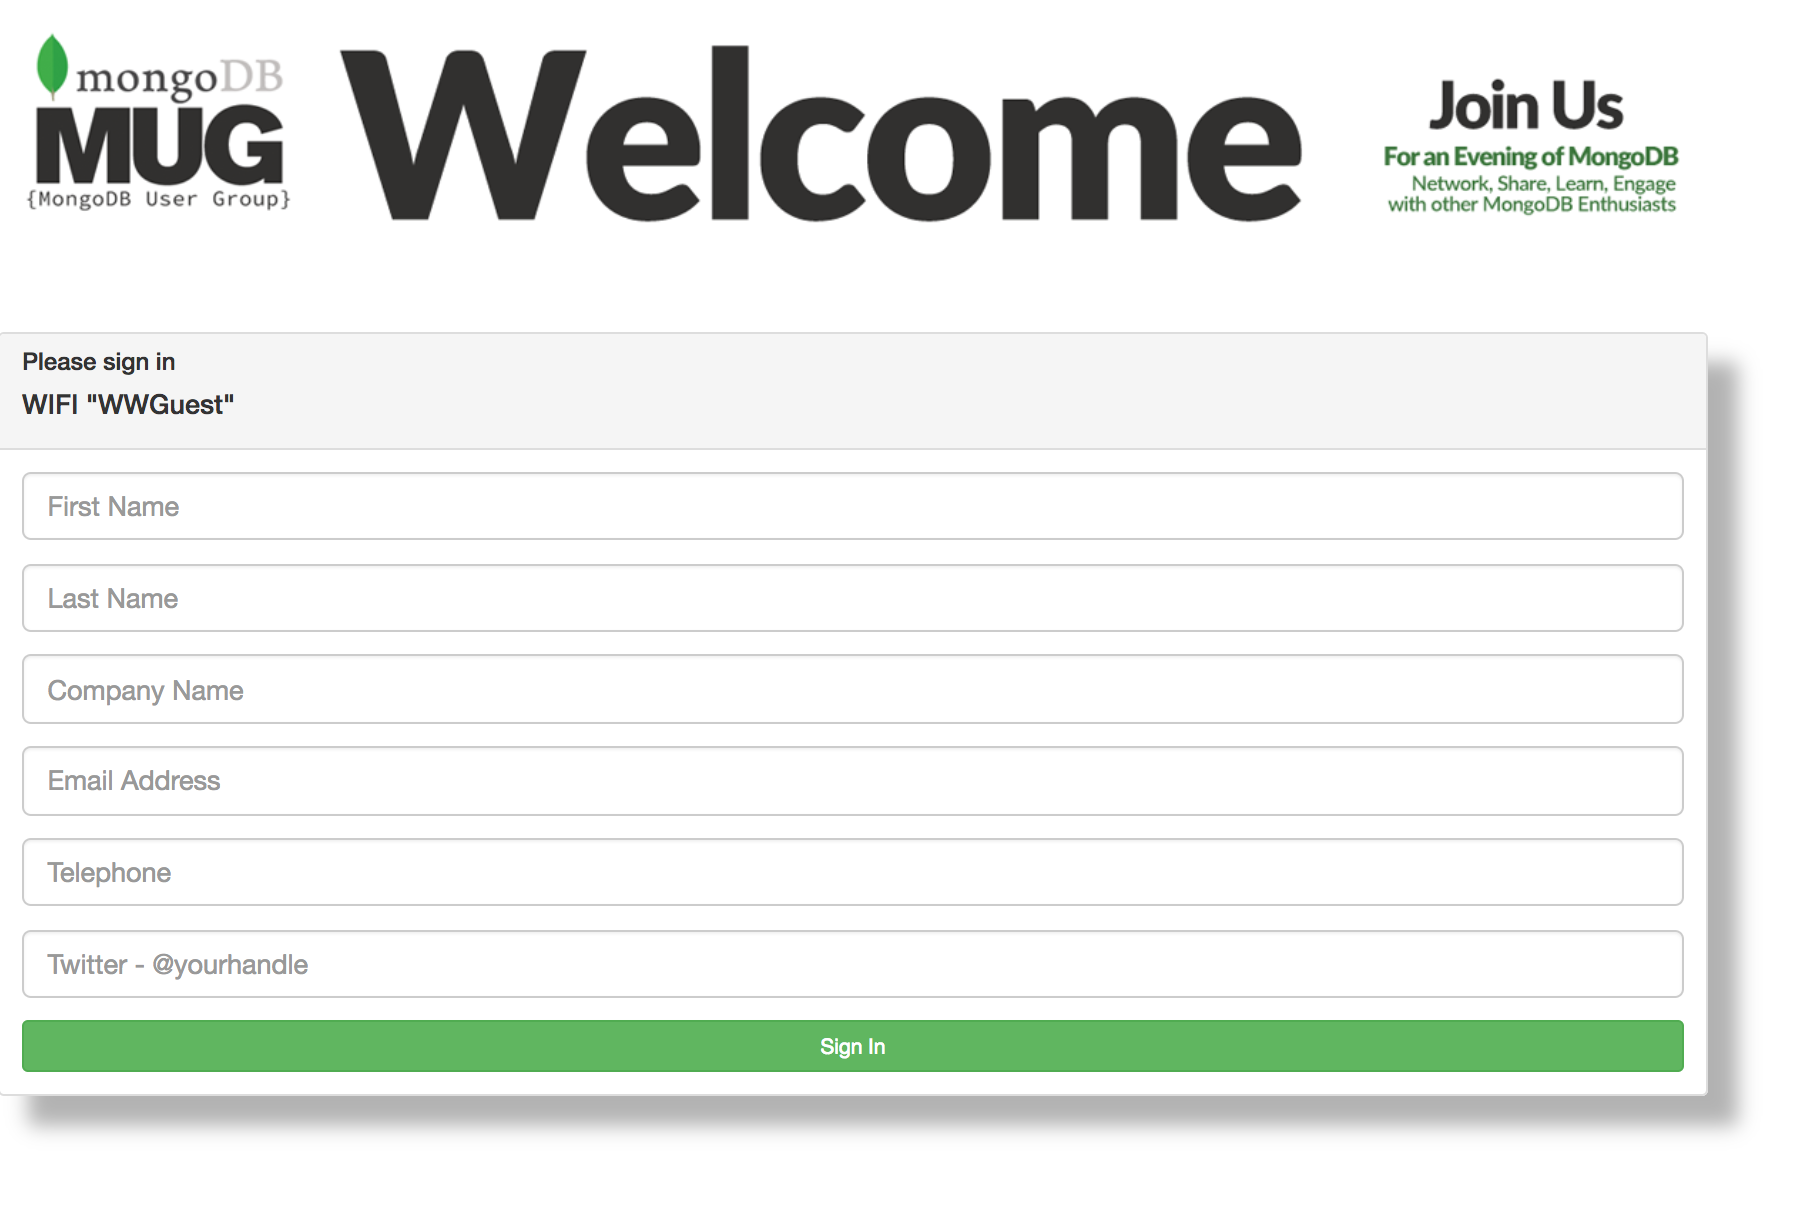 mongoDB
MUG
{MongoDB User Group}
Welcome
Join Us
For an Evening of MongoDB
Network, Share, Learn, Engage
with other MongoDB Enthusiasts
Please sign in
WIFI "WWGuest"
First Name
Last Name
Company Name
Email Address
Telephone
Twitter - @yourhandle
Sign In